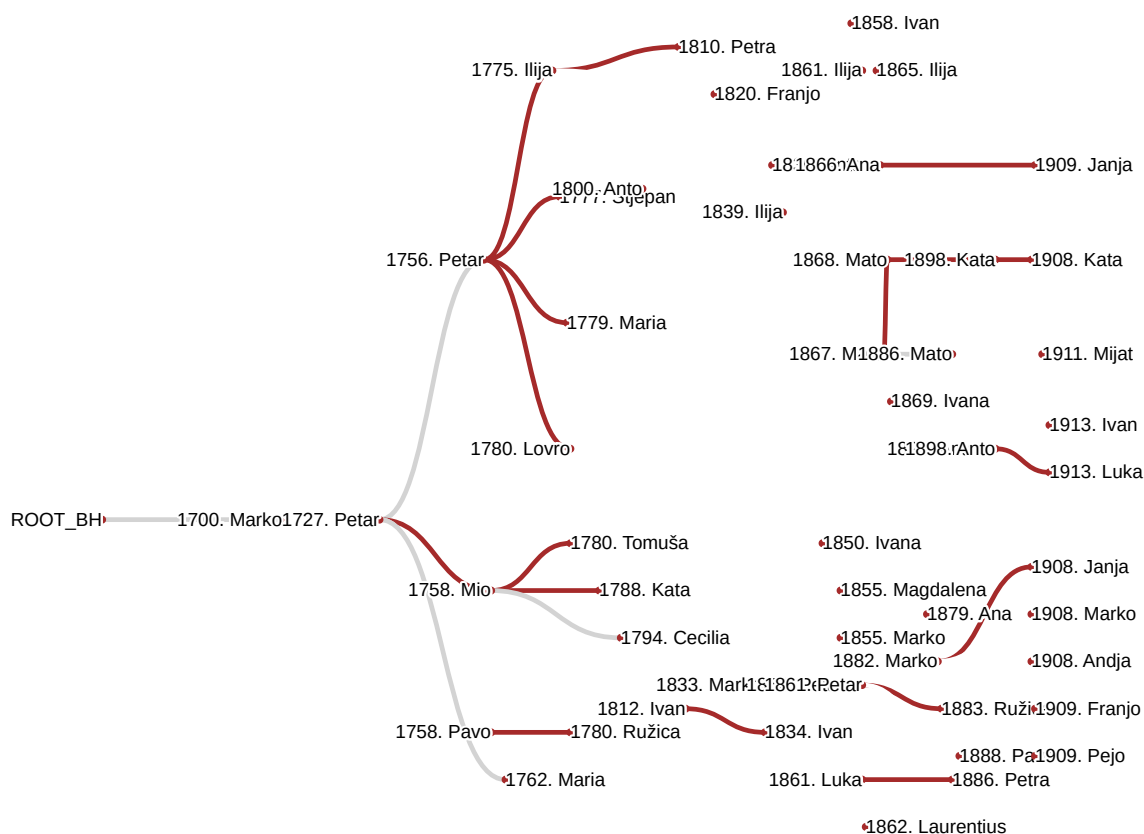 1858. Ivan
1810. Petra
1775. Ilija
1861. Ilija
1865. Ilija
1820. Franjo
1866. Ana
1909. Janja
1800. Anto
1839. Ilija
1756. Petar
1868. Mato
1898. Kata
1908. Kata
1779. Maria
1867.
1886. Mato
1911. Mijat
1869. Ivana
1913. Ivan
1780. Lovro
1898. Anto
1913. Luka
ROOT_BH
1700. Marko
1727. Petar
1780. Tomuša
1850. Ivana
1908. Janja
1758. Mio
1788. Kata
1855. Magdalena
1879. Ana
1908. Marko
1794. Cecilia
1855. Marko
1882. Marko
1908. Andja
1833.
1861. Petar
1812. Ivan
1883.
1909. Franjo
1758. Pavo
1780. Ružica
1834. Ivan
1888.
1909. Pejo
1762. Maria
1861. Luka
1886. Petra
1862. Laurentius